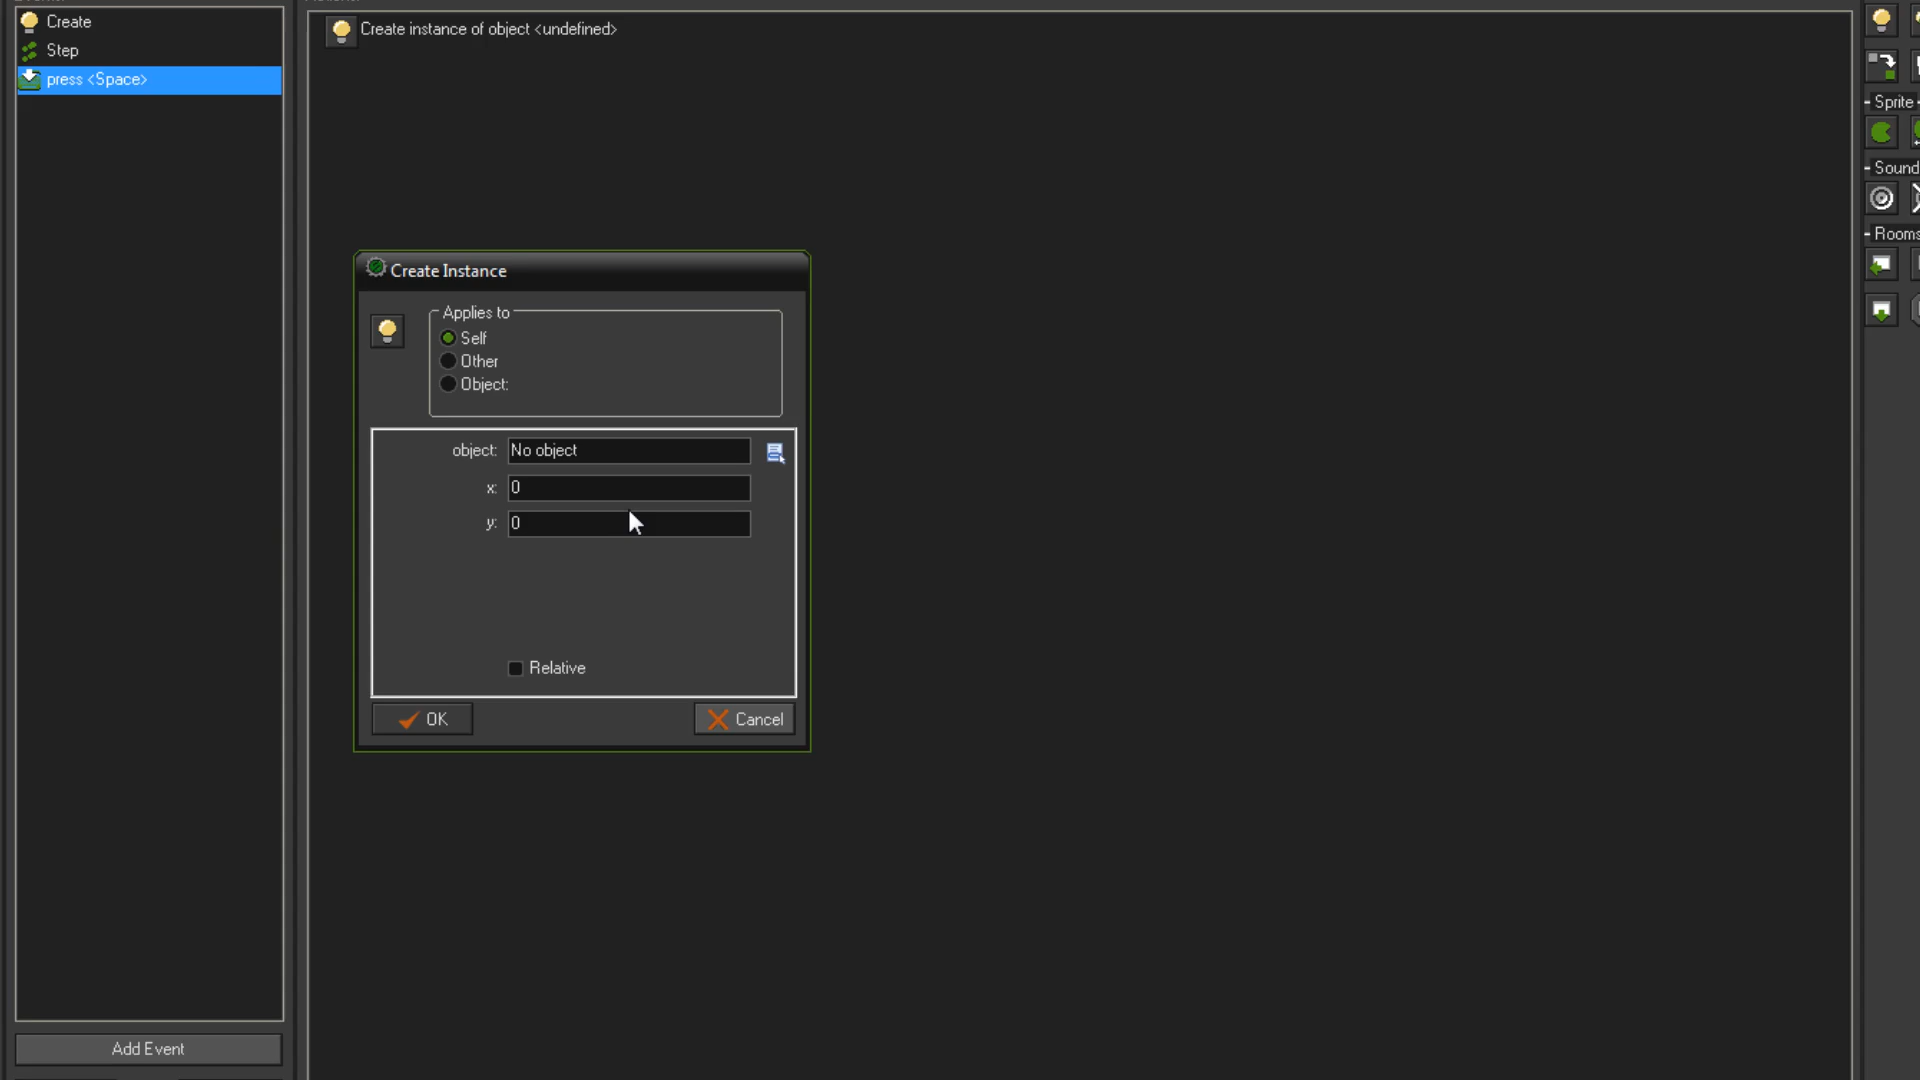 Create
Step
press <Space>
Create instance of object <undefined>
Create Instance
Applies to
Self
Other
Object:
object: No object
x: 0
y: 0
Relative
OK
Cancel
Add Event
Sprite
Sound
Rooms